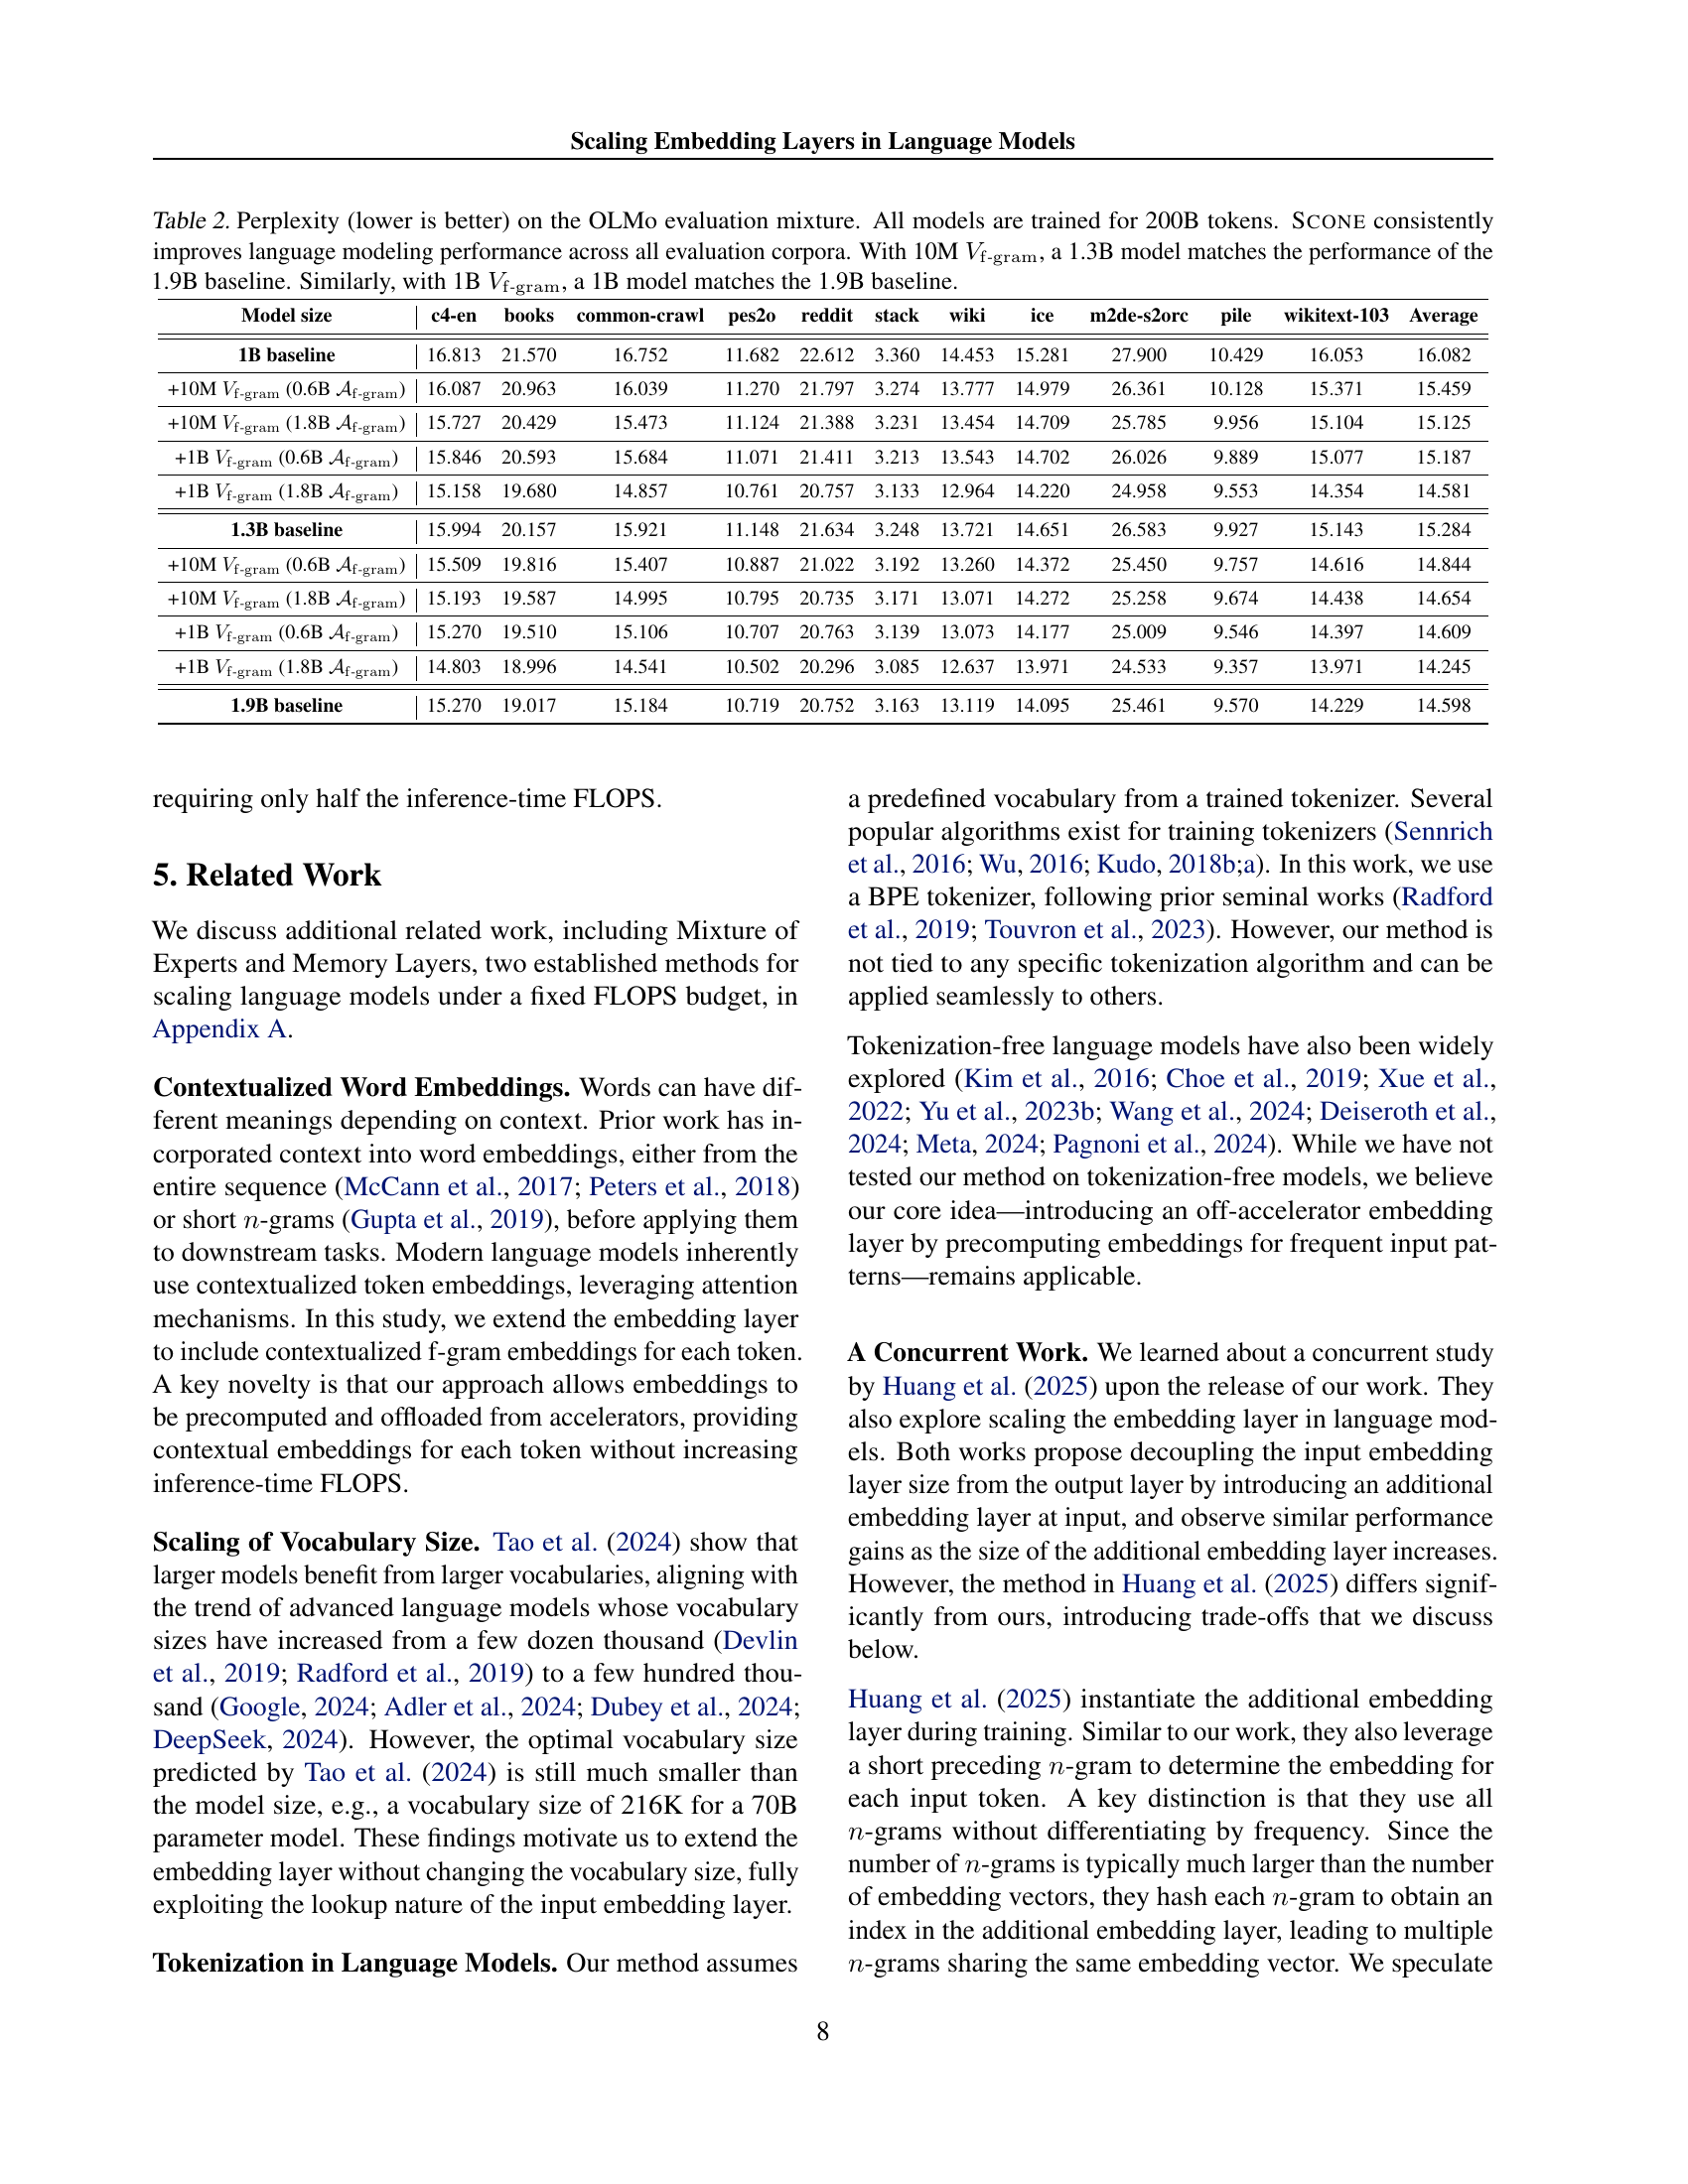 Scaling Embedding Layers in Language Models
Table 2. Perplexity (lower is better) on the OLMo evaluation mixture. All models are trained for 200B tokens. SCONE consistently
improves language modeling performance across all evaluation corpora. With 10M V_f-gram, a 1.3B model matches the performance of the
1.9B baseline. Similarly, with 1B V_f-gram, a 1B model matches the 1.9B baseline.
Model size c4-en books common-crawl pes2o reddit stack wiki ice m2de-s2orc pile wikitext-103 Average
1B baseline 16.813 21.570 16.752 11.682 22.612 3.360 14.453 15.281 27.900 10.429 16.053 16.082
+10M V_f-gram (0.6B A_f-gram) 16.087 20.963 16.039 11.270 21.797 3.274 13.777 14.979 26.361 10.128 15.371 15.459
+10M V_f-gram (1.8B A_f-gram) 15.727 20.429 15.473 11.124 21.388 3.231 13.454 14.709 25.785 9.956 15.104 15.125
+1B V_f-gram (0.6B A_f-gram) 15.846 20.593 15.684 11.071 21.411 3.213 13.543 14.702 26.026 9.889 15.077 15.187
+1B V_f-gram (1.8B A_f-gram) 15.158 19.680 14.857 10.761 20.757 3.133 12.964 14.220 24.958 9.553 14.354 14.581
1.3B baseline 15.994 20.157 15.921 11.148 21.634 3.248 13.721 14.651 26.583 9.927 15.143 15.284
+10M V_f-gram (0.6B A_f-gram) 15.509 19.816 15.407 10.887 21.022 3.192 13.260 14.372 25.450 9.757 14.616 14.844
+10M V_f-gram (1.8B A_f-gram) 15.193 19.587 14.995 10.795 20.735 3.171 13.071 14.272 25.258 9.674 14.438 14.654
+1B V_f-gram (0.6B A_f-gram) 15.270 19.510 15.106 10.707 20.763 3.139 13.073 14.177 25.009 9.546 14.397 14.609
+1B V_f-gram (1.8B A_f-gram) 14.803 18.996 14.541 10.502 20.296 3.085 12.637 13.971 24.533 9.357 13.971 14.245
1.9B baseline 15.270 19.017 15.184 10.719 20.752 3.163 13.119 14.095 25.461 9.570 14.229 14.598
requiring only half the inference-time FLOPS.
5. Related Work
We discuss additional related work, including Mixture of
Experts and Memory Layers, two established methods for
scaling language models under a fixed FLOPS budget, in
Appendix A.
Contextualized Word Embeddings. Words can have dif-
ferent meanings depending on context. Prior work has in-
corporated context into word embeddings, either from the
entire sequence (McCann et al., 2017; Peters et al., 2018)
or short n-grams (Gupta et al., 2019), before applying them
to downstream tasks. Modern language models inherently
use contextualized token embeddings, leveraging attention
mechanisms. In this study, we extend the embedding layer
to include contextualized f-gram embeddings for each token.
A key novelty is that our approach allows embeddings to
be precomputed and offloaded from accelerators, providing
contextual embeddings for each token without increasing
inference-time FLOPS.
Scaling of Vocabulary Size. Tao et al. (2024) show that
larger models benefit from larger vocabularies, aligning with
the trend of advanced language models whose vocabulary
sizes have increased from a few dozen thousand (Devlin
et al., 2019; Radford et al., 2019) to a few hundred thou-
sand (Google, 2024; Adler et al., 2024; Dubey et al., 2024;
DeepSeek, 2024). However, the optimal vocabulary size
predicted by Tao et al. (2024) is still much smaller than
the model size, e.g., a vocabulary size of 216K for a 70B
parameter model. These findings motivate us to extend the
embedding layer without changing the vocabulary size, fully
exploiting the lookup nature of the input embedding layer.
Tokenization in Language Models. Our method assumes
a predefined vocabulary from a trained tokenizer. Several
popular algorithms exist for training tokenizers (Sennrich
et al., 2016; Wu, 2016; Kudo, 2018b;a). In this work, we use
a BPE tokenizer, following prior seminal works (Radford
et al., 2019; Touvron et al., 2023). However, our method is
not tied to any specific tokenization algorithm and can be
applied seamlessly to others.
Tokenization-free language models have also been widely
explored (Kim et al., 2016; Choe et al., 2019; Xue et al.,
2022; Yu et al., 2023b; Wang et al., 2024; Deiseroth et al.,
2024; Meta, 2024; Pagnoni et al., 2024). While we have not
tested our method on tokenization-free models, we believe
our core idea—introducing an off-accelerator embedding
layer by precomputing embeddings for frequent input pat-
terns—remains applicable.
A Concurrent Work. We learned about a concurrent study
by Huang et al. (2025) upon the release of our work. They
also explore scaling the embedding layer in language mod-
els. Both works propose decoupling the input embedding
layer size from the output layer by introducing an additional
embedding layer at input, and observe similar performance
gains as the size of the additional embedding layer increases.
However, the method in Huang et al. (2025) differs signif-
icantly from ours, introducing trade-offs that we discuss
below.
Huang et al. (2025) instantiate the additional embedding
layer during training. Similar to our work, they also leverage
a short preceding n-gram to determine the embedding for
each input token. A key distinction is that they use all
n-grams without differentiating by frequency. Since the
number of n-grams is typically much larger than the number
of embedding vectors, they hash each n-gram to obtain an
index in the additional embedding layer, leading to multiple
n-grams sharing the same embedding vector. We speculate
8